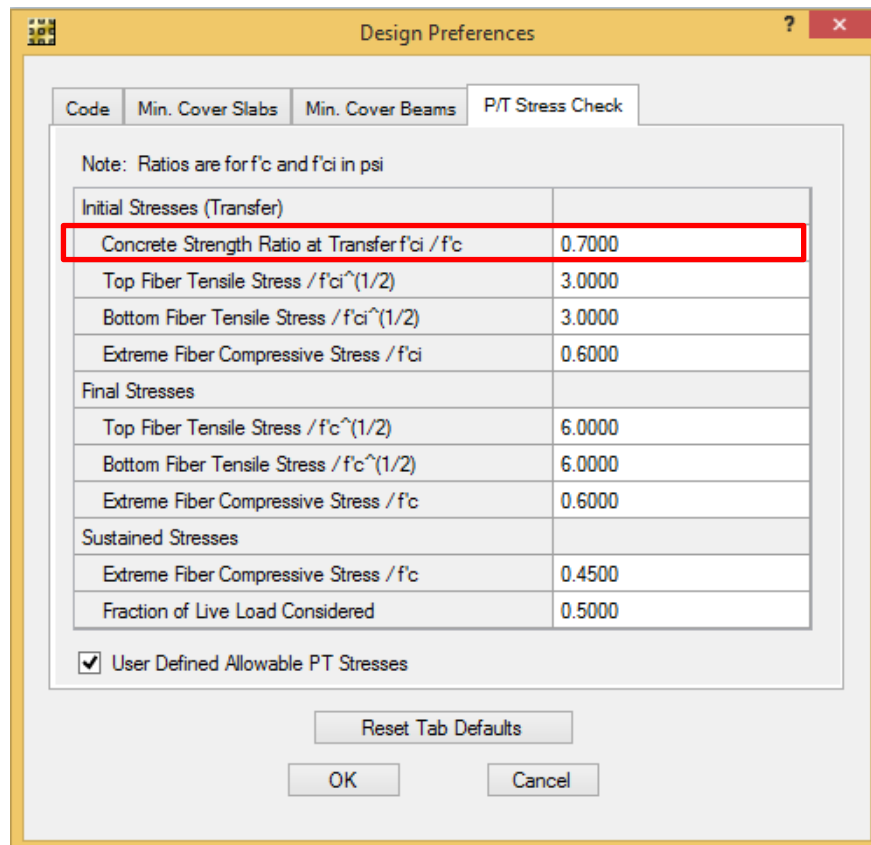 Design Preferences
?
×
Code
Min. Cover Slabs
Min. Cover Beams
P/T Stress Check
Note: Ratios are for f'c and f'ci in psi
Initial Stresses (Transfer)
Concrete Strength Ratio at Transfer f'ci / f'c 0.7000
Top Fiber Tensile Stress / f'ci^(1/2) 3.0000
Bottom Fiber Tensile Stress / f'ci^(1/2) 3.0000
Extreme Fiber Compressive Stress / f'ci 0.6000
Final Stresses
Top Fiber Tensile Stress / f'c^(1/2) 6.0000
Bottom Fiber Tensile Stress / f'c^(1/2) 6.0000
Extreme Fiber Compressive Stress / f'c 0.6000
Sustained Stresses
Extreme Fiber Compressive Stress / f'c 0.4500
Fraction of Live Load Considered 0.5000
User Defined Allowable PT Stresses
Reset Tab Defaults
OK
Cancel